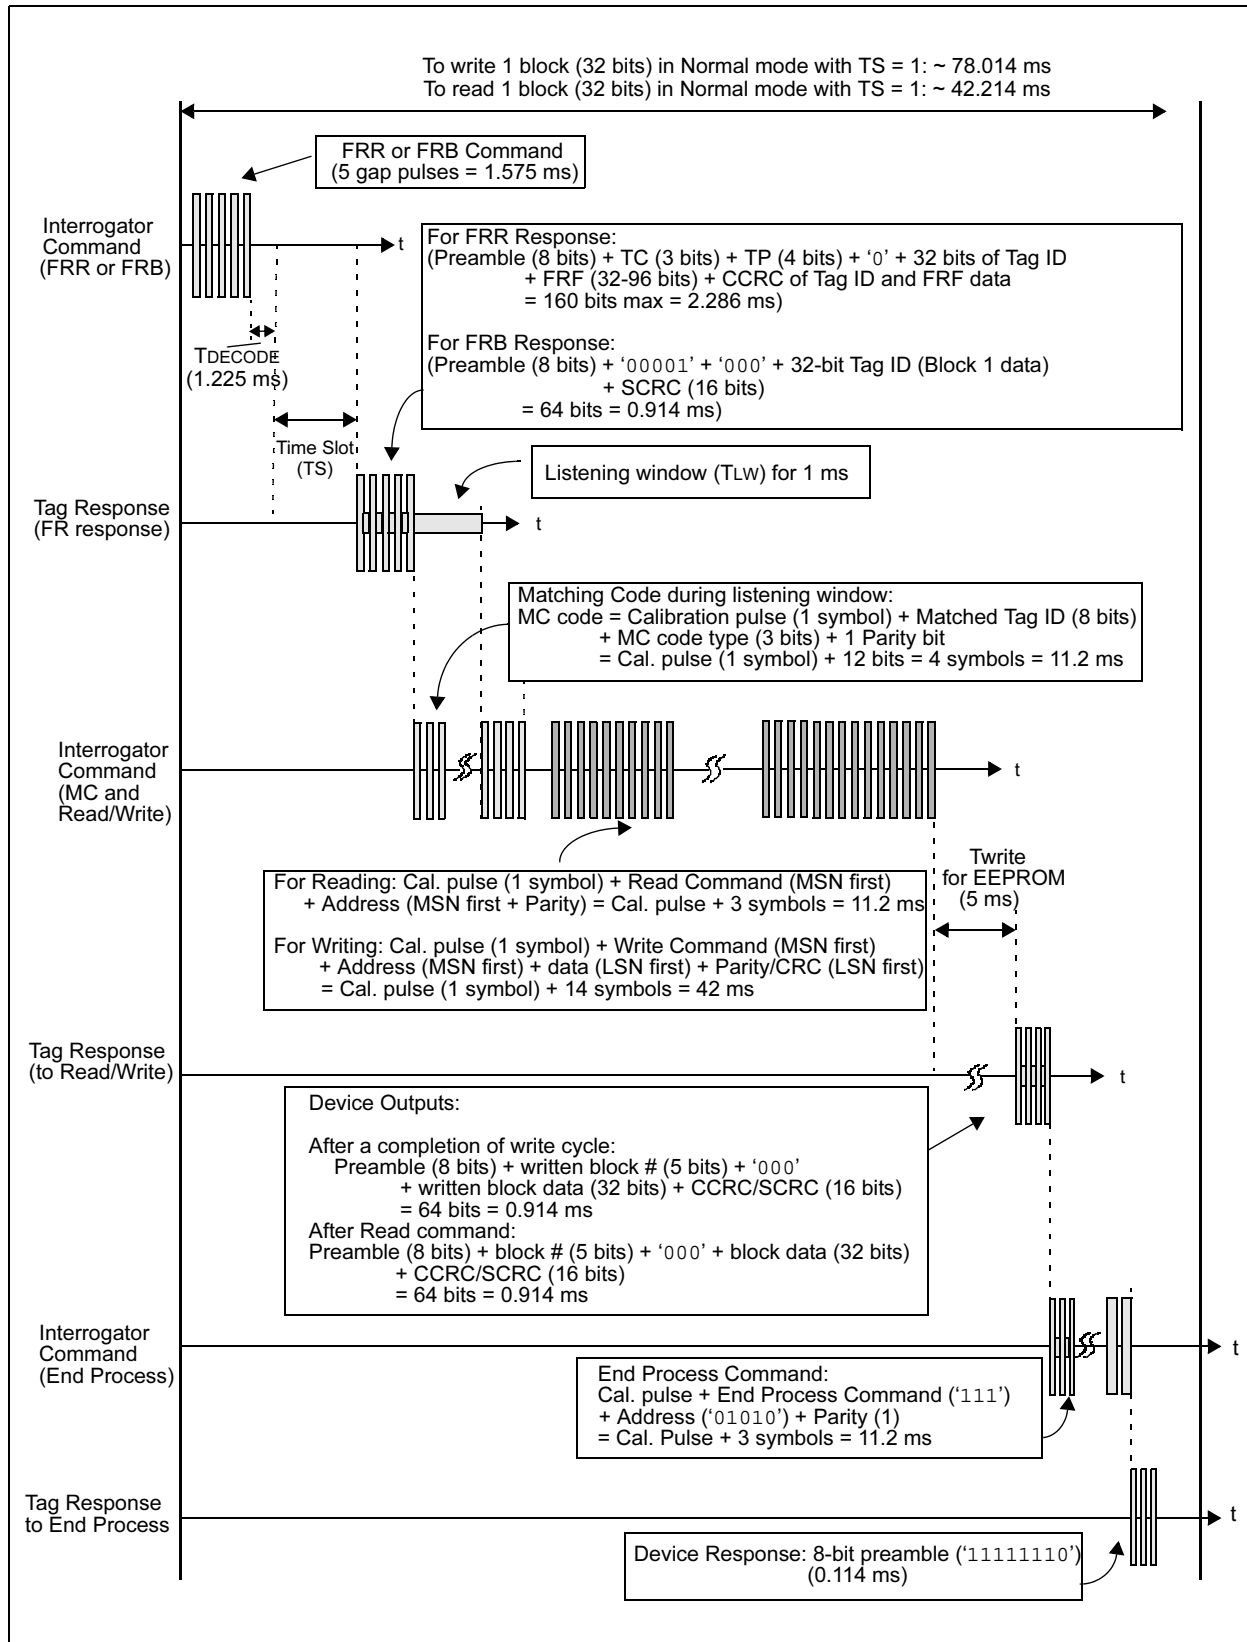 To write 1 block (32 bits) in Normal mode with TS = 1: ~ 78.014 ms
To read 1 block (32 bits) in Normal mode with TS = 1: ~ 42.214 ms
FRR or FRB Command
(5 gap pulses = 1.575 ms)
Interrogator
Command
(FRR or FRB)
t
For FRR Response:
(Preamble (8 bits) + TC (3 bits) + TP (4 bits) + ‘0’ + 32 bits of Tag ID
+ FRF (32-96 bits) + CCRC of Tag ID and FRF data
= 160 bits max = 2.286 ms)
For FRB Response:
(Preamble (8 bits) + ‘00001’ + ‘000’ + 32-bit Tag ID (Block 1 data)
+ SCRC (16 bits)
= 64 bits = 0.914 ms)
TDECODE
(1.225 ms)
Time Slot
(TS)
Listening window (TLW) for 1 ms
Tag Response
(FR response)
t
Matching Code during listening window:
MC code = Calibration pulse (1 symbol) + Matched Tag ID (8 bits)
+ MC code type (3 bits) + 1 Parity bit
= Cal. pulse (1 symbol) + 12 bits = 4 symbols = 11.2 ms
Interrogator
Command
(MC and
Read/Write)
t
For Reading: Cal. pulse (1 symbol) + Read Command (MSN first)
+ Address (MSN first + Parity) = Cal. pulse + 3 symbols = 11.2 ms
For Writing: Cal. pulse (1 symbol) + Write Command (MSN first)
+ Address (MSN first) + data (LSN first) + Parity/CRC (LSN first)
= Cal. pulse (1 symbol) + 14 symbols = 42 ms
Twrite
for EEPROM
(5 ms)
Tag Response
(to Read/Write)
t
Device Outputs:
After a completion of write cycle:
Preamble (8 bits) + written block # (5 bits) + ‘000’
+ written block data (32 bits) + CCRC/SCRC (16 bits)
= 64 bits = 0.914 ms
After Read command:
Preamble (8 bits) + block # (5 bits) + ‘000’ + block data (32 bits)
+ CCRC/SCRC (16 bits)
= 64 bits = 0.914 ms
Interrogator
Command
(End Process)
t
End Process Command:
Cal. pulse + End Process Command (‘111’)
+ Address (‘01010’) + Parity (1)
= Cal. Pulse + 3 symbols = 11.2 ms
Tag Response
to End Process
t
Device Response: 8-bit preamble (‘11111110’)
(0.114 ms)